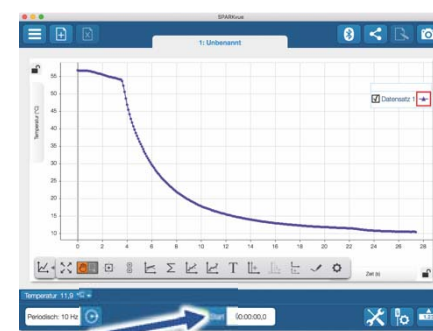 SPARKvue
1: Unbenannt
Temperatur (°C)
55
50
45
40
35
30
25
20
15
10
Datensatz 1
0 2 4 6 8 10 12 14 16 18 20 22 24 26 28
Zeit (s)
Temperatur 11,9 °C
Periodisch: 10 Hz
Start
00:00:00,0